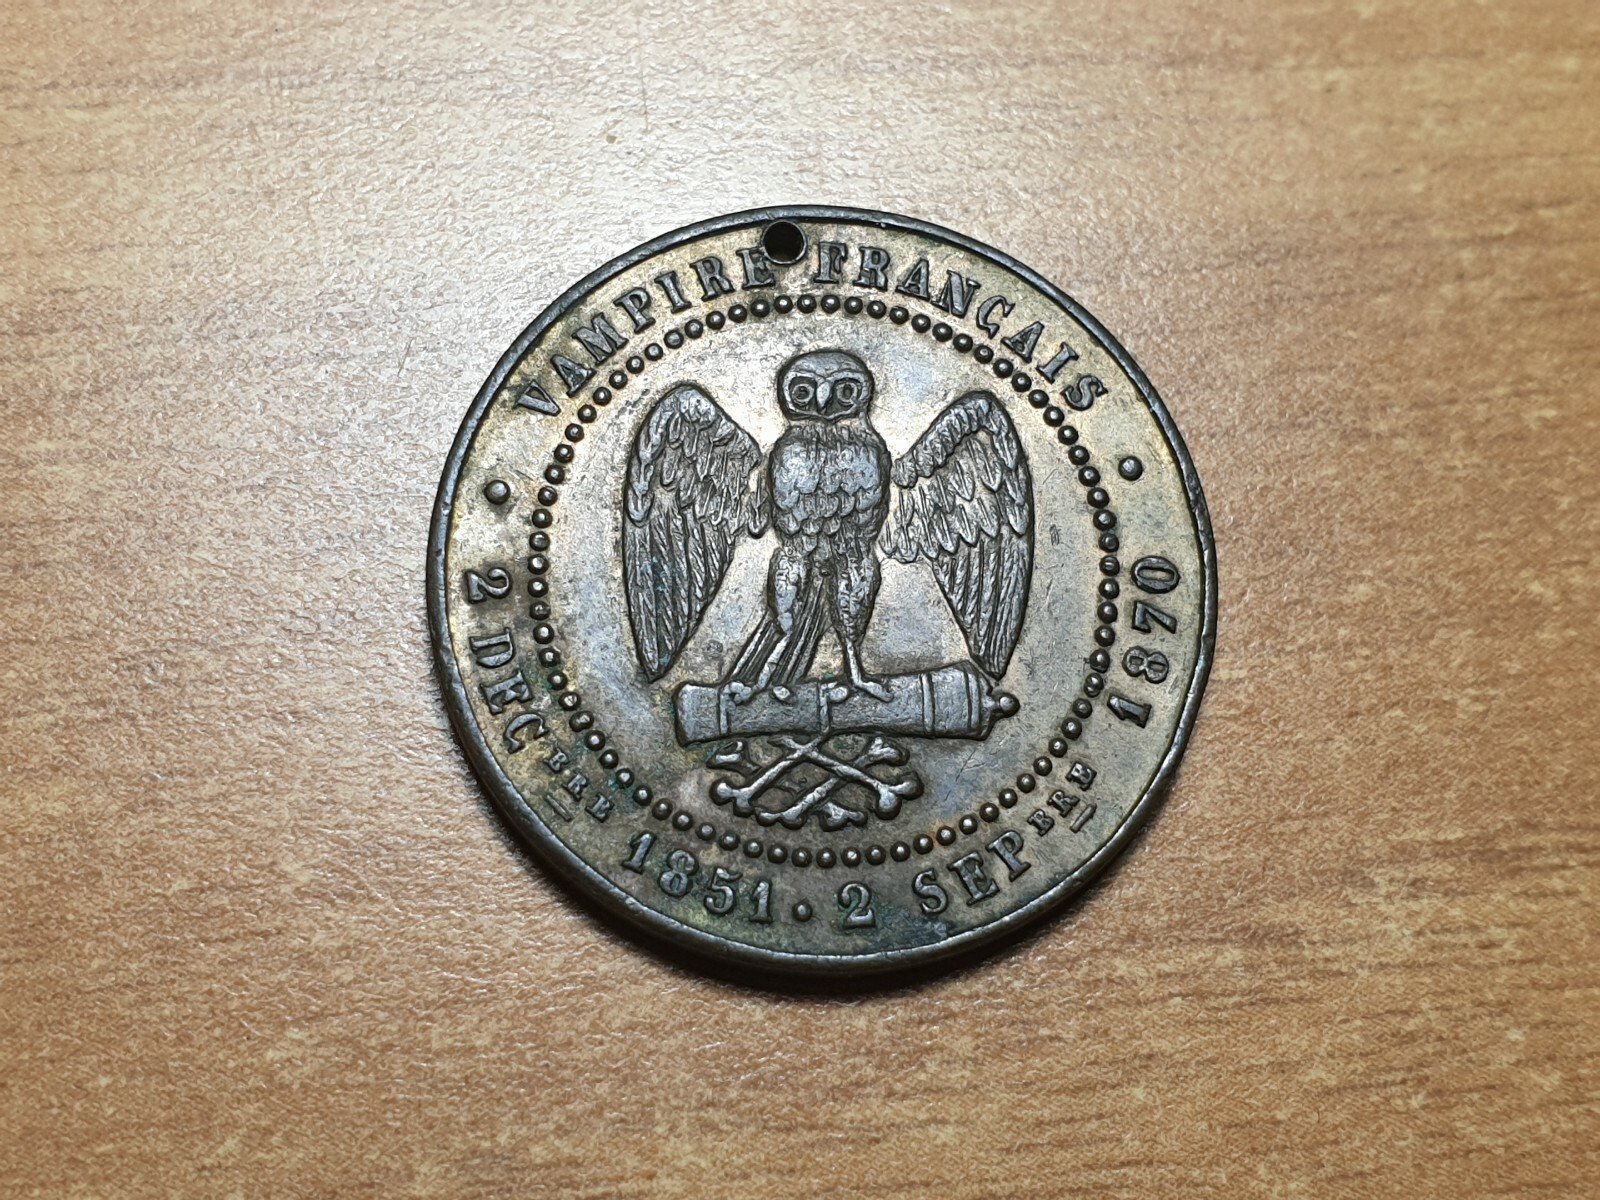 VAMPIRE FRANÇAIS
• 2 DECBRE 1851 • 2 SEPBRE 1870 •